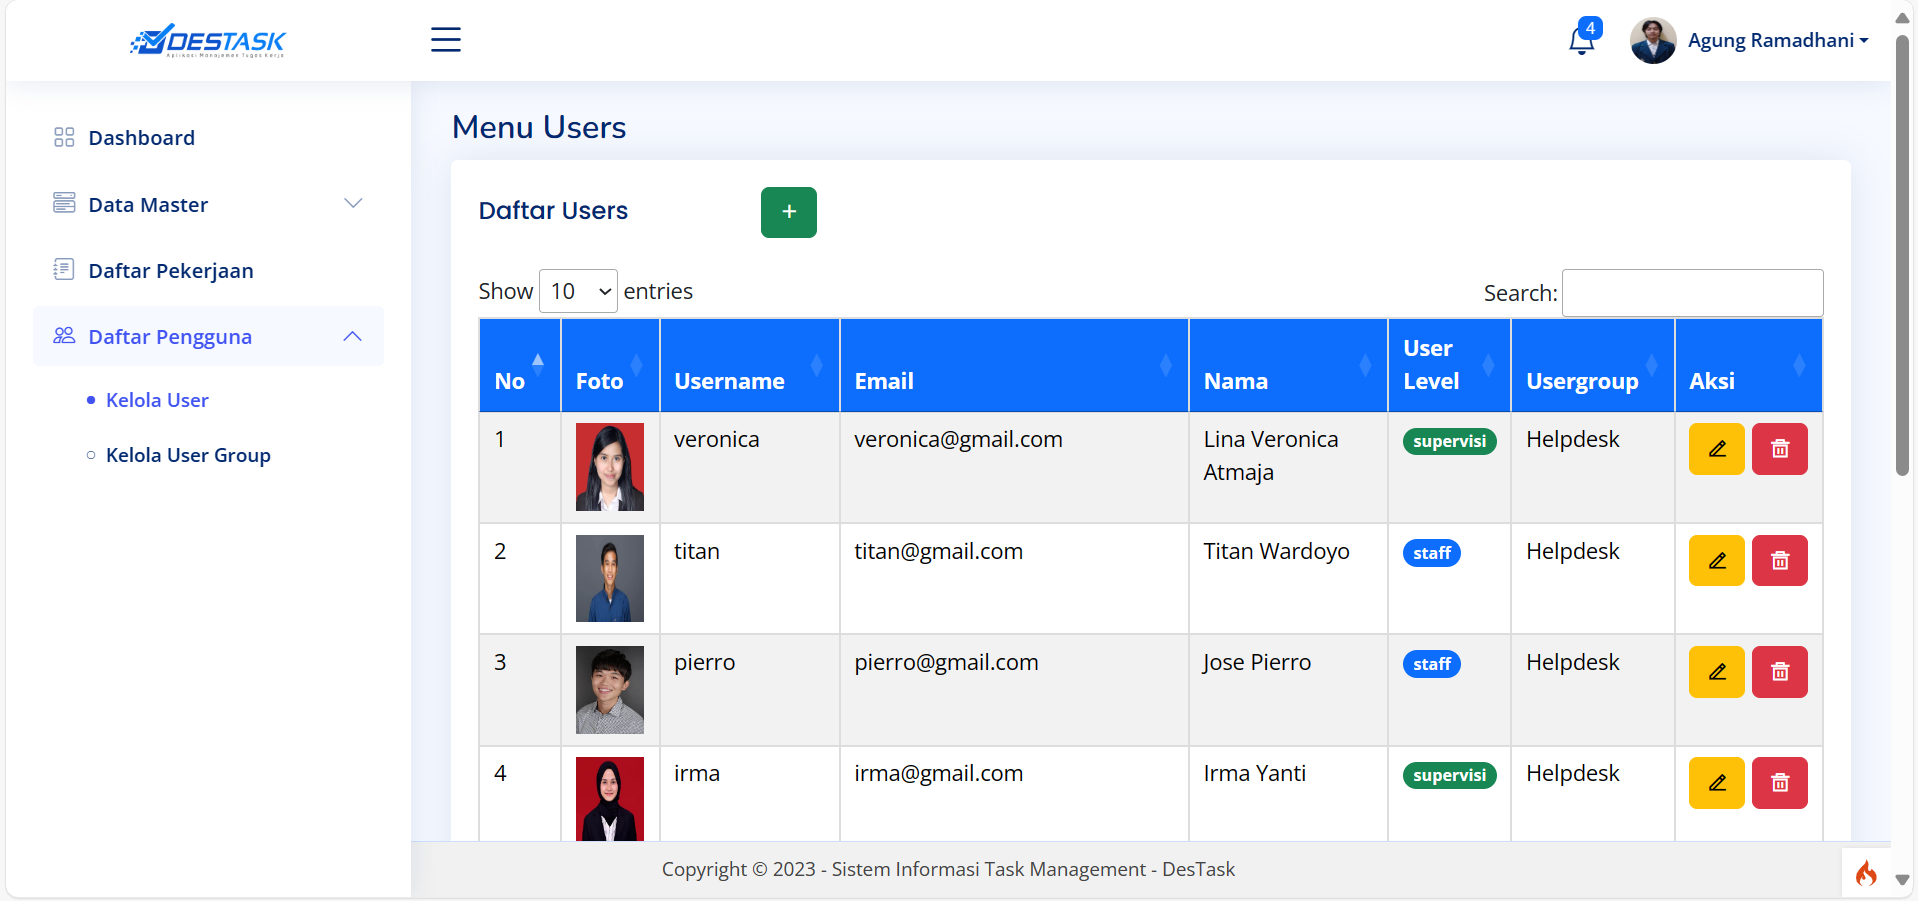 DESTASK
Aplikasi Manajemen Tugas Kerja
4
Agung Ramadhani
Dashboard
Data Master
Daftar Pekerjaan
Daftar Pengguna
Kelola User
Kelola User Group
Menu Users
Daftar Users
+
Show 10 entries
Search:
No Foto Username Email Nama User Level Usergroup Aksi
1 veronica veronica@gmail.com Lina Veronica Atmaja supervisi Helpdesk
2 titan titan@gmail.com Titan Wardoyo staff Helpdesk
3 pierro pierro@gmail.com Jose Pierro staff Helpdesk
4 irma irma@gmail.com Irma Yanti supervisi Helpdesk
Copyright © 2023 - Sistem Informasi Task Management - DesTask